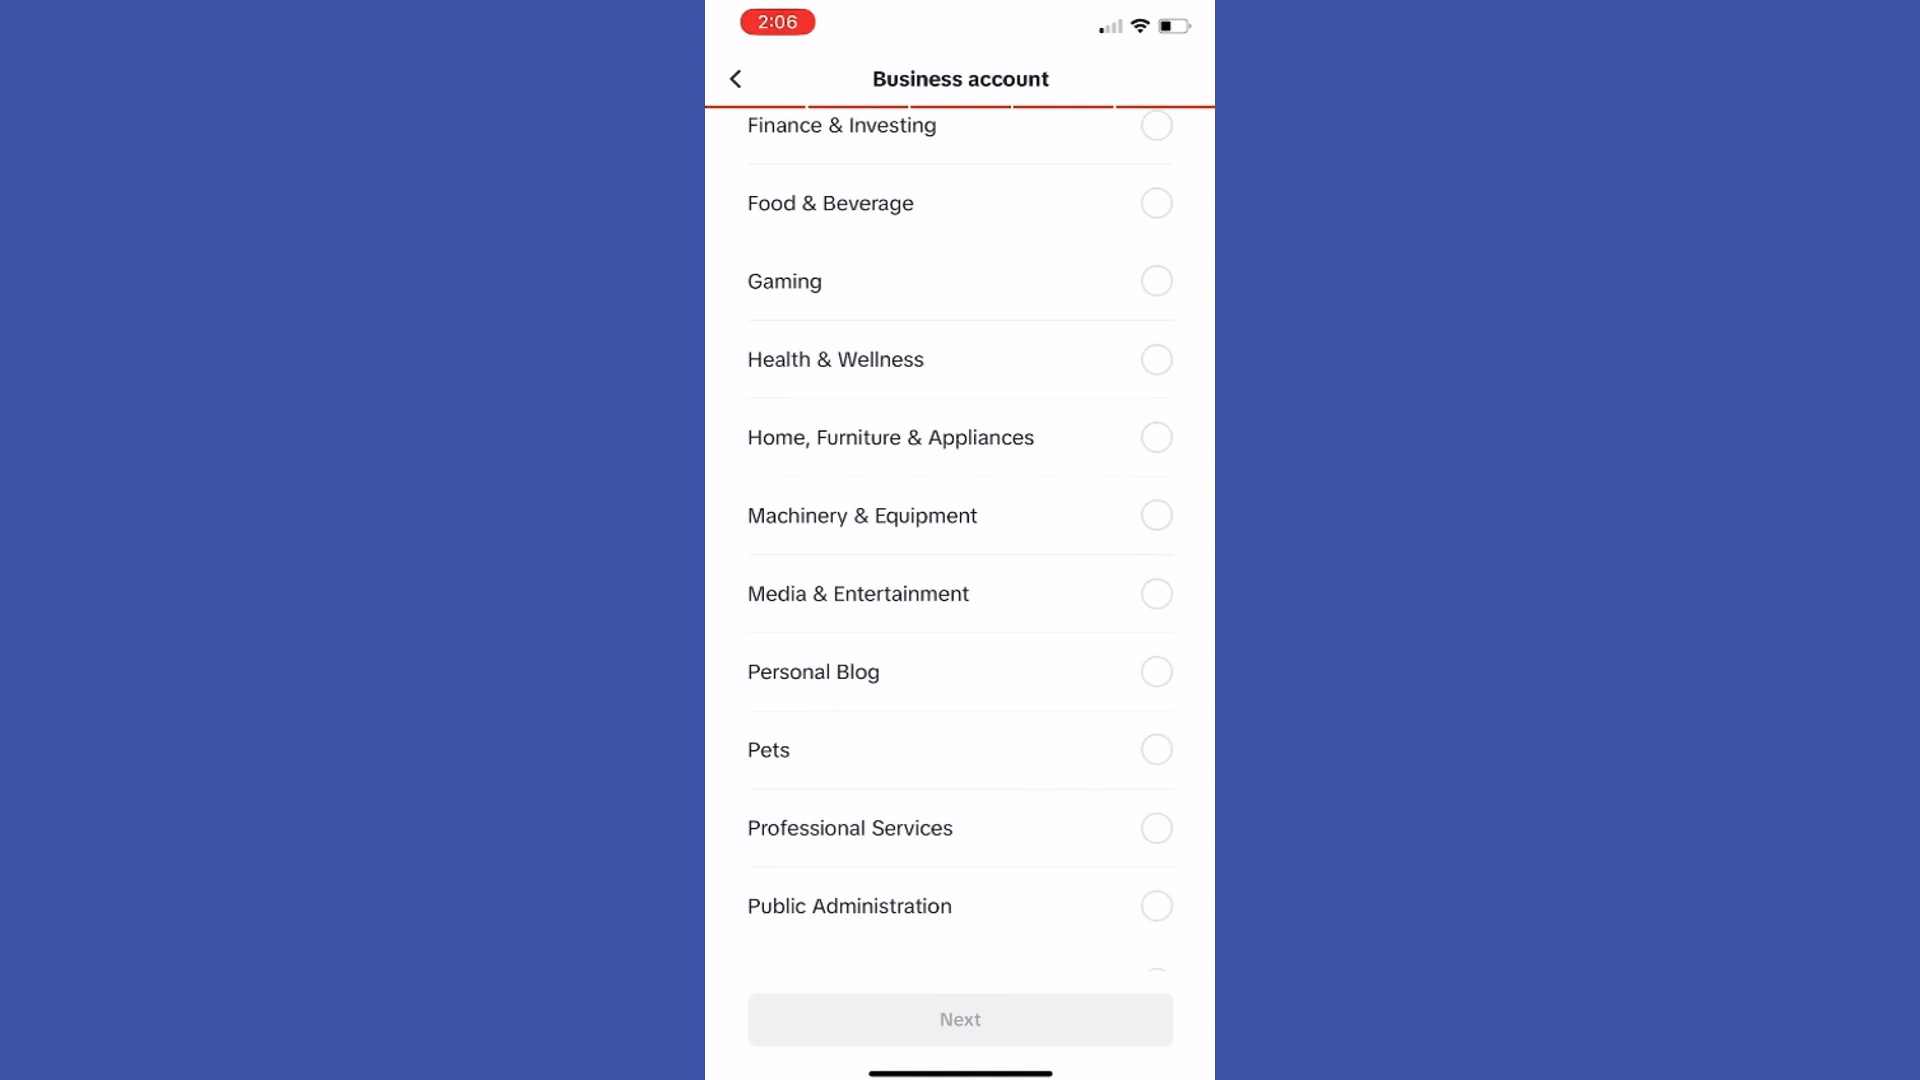 2:06
Business account
Finance & Investing
Food & Beverage
Gaming
Health & Wellness
Home, Furniture & Appliances
Machinery & Equipment
Media & Entertainment
Personal Blog
Pets
Professional Services
Public Administration
Next